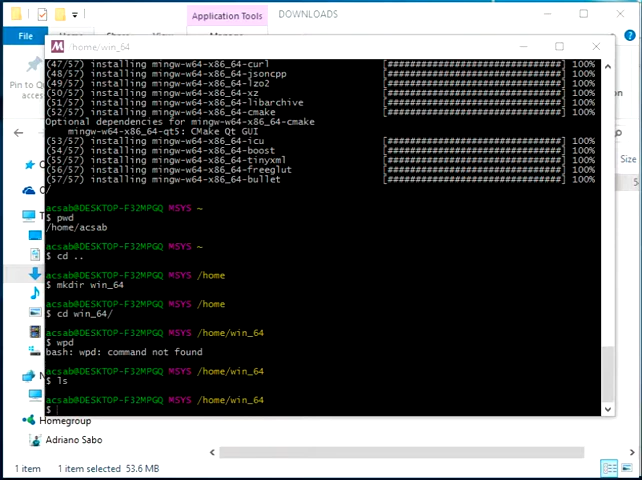 Application Tools DOWNLOADS
File
home/win_64
Pin to Q
acces
(47/57) installing mingw-w64-x86_64-curl [###############################] 100%
(48/57) installing mingw-w64-x86_64-jsoncpp [###############################] 100%
(49/57) installing mingw-w64-x86_64-lzo2 [###############################] 100%
(50/57) installing mingw-w64-x86_64-xz [###############################] 100%
(51/57) installing mingw-w64-x86_64-libarchive [###############################] 100%
(52/57) installing mingw-w64-x86_64-cmake [###############################] 100%
Optional dependencies for mingw-w64-x86_64-cmake
mingw-w64-x86_64-qt5: CMake Qt GUI
(53/57) installing mingw-w64-x86_64-icu [###############################] 100%
(54/57) installing mingw-w64-x86_64-boost [###############################] 100%
(55/57) installing mingw-w64-x86_64-tinyxml [###############################] 100%
(56/57) installing mingw-w64-x86_64-freeglut [###############################] 100%
(57/57) installing mingw-w64-x86_64-bullet [###############################] 100%
/
acsab@DESKTOP-F32MPGQ MSYS ~
$ pwd
/home/acsab
acsab@DESKTOP-F32MPGQ MSYS ~
$ cd ..
acsab@DESKTOP-F32MPGQ MSYS /home
$ mkdir win_64
acsab@DESKTOP-F32MPGQ MSYS /home
$ cd win_64/
acsab@DESKTOP-F32MPGQ MSYS /home/win_64
$ wpd
bash: wpd: command not found
acsab@DESKTOP-F32MPGQ MSYS /home/win_64
$ ls
acsab@DESKTOP-F32MPGQ MSYS /home/win_64
$
on
Size
Homegroup
Adriano Sabo
1 item 1 item selected 53.6 MB